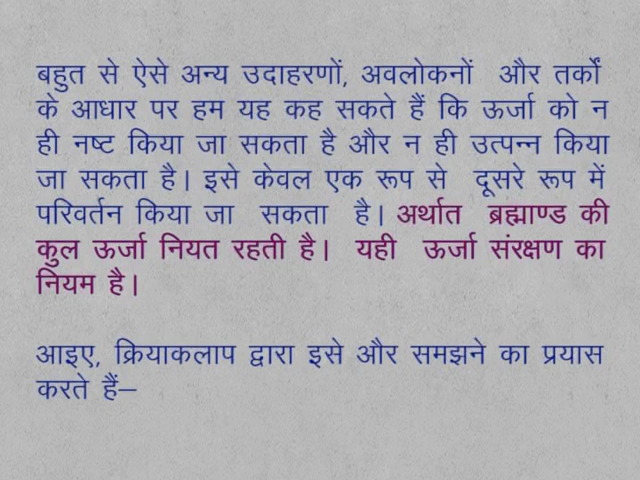 बहुत से ऐसे अन्य उदाहरणों, अवलोकनों और तर्कों
के आधार पर हम यह कह सकते हैं कि ऊर्जा को न
ही नष्ट किया जा सकता है और न ही उत्पन्न किया
जा सकता है। इसे केवल एक रूप से दूसरे रूप में
परिवर्तन किया जा सकता है। अर्थात ब्रह्माण्ड की
कुल ऊर्जा नियत रहती है। यही ऊर्जा संरक्षण का
नियम है।
आइए, क्रियाकलाप द्वारा इसे और समझने का प्रयास
करते हैं–